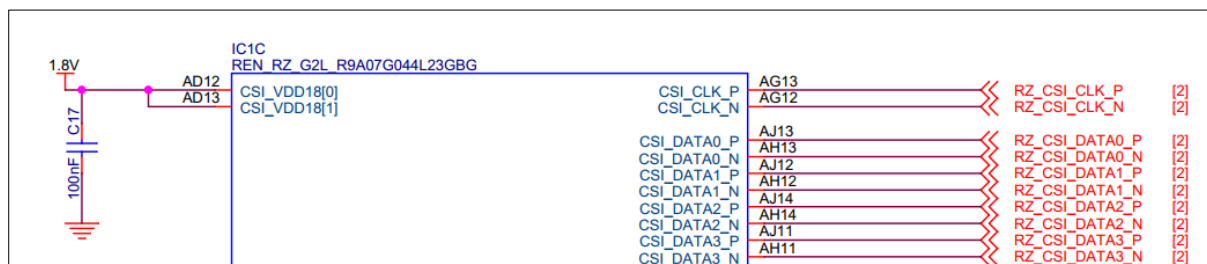 IC1C
REN_RZ_G2L_R9A07G044L23GBG
1.8V
AD12 CSI_VDD18[0]
AD13 CSI_VDD18[1]
C17
100nF
CSI_CLK_P AG13 RZ_CSI_CLK_P [2]
CSI_CLK_N AG12 RZ_CSI_CLK_N [2]
CSI_DATA0_P AJ13 RZ_CSI_DATA0_P [2]
CSI_DATA0_N AH13 RZ_CSI_DATA0_N [2]
CSI_DATA1_P AJ12 RZ_CSI_DATA1_P [2]
CSI_DATA1_N AH12 RZ_CSI_DATA1_N [2]
CSI_DATA2_P AJ14 RZ_CSI_DATA2_P [2]
CSI_DATA2_N AH14 RZ_CSI_DATA2_N [2]
CSI_DATA3_P AJ11 RZ_CSI_DATA3_P [2]
CSI_DATA3_N AH11 RZ_CSI_DATA3_N [2]